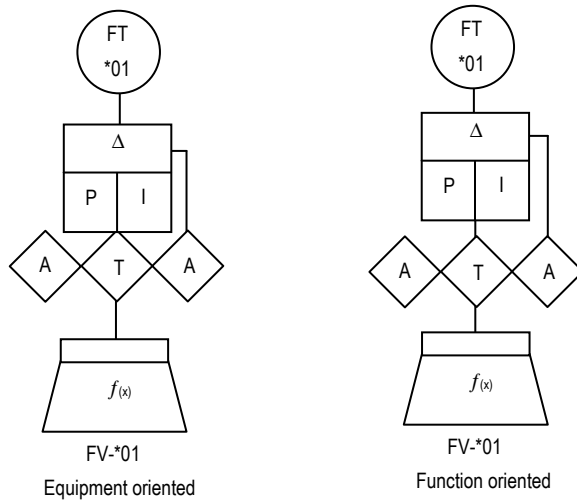 FT
*01
Δ
P I
A T A
f(x)
FV-*01
Equipment oriented
FT
*01
Δ
P I
A T A
f(x)
FV-*01
Function oriented